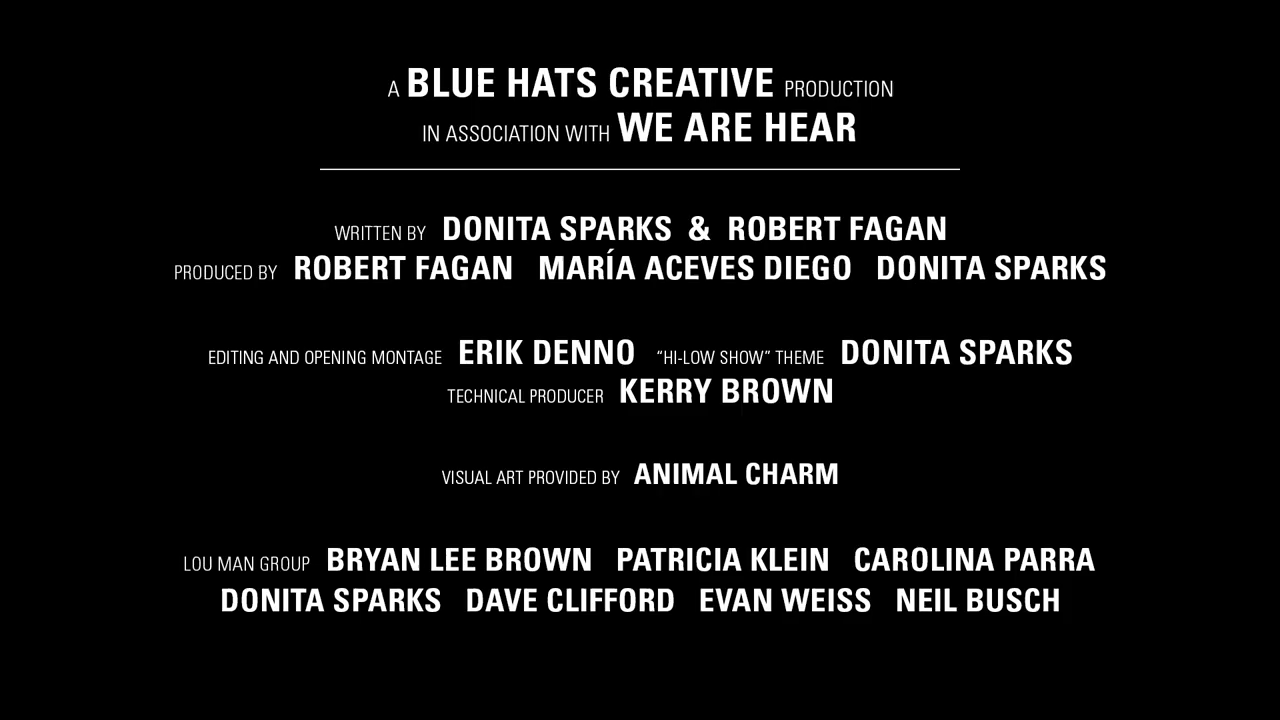 A BLUE HATS CREATIVE PRODUCTION
IN ASSOCIATION WITH WE ARE HEAR
WRITTEN BY DONITA SPARKS & ROBERT FAGAN
PRODUCED BY ROBERT FAGAN MARÍA ACEVES DIEGO DONITA SPARKS
EDITING AND OPENING MONTAGE ERIK DENNO “HI-LOW SHOW” THEME DONITA SPARKS
TECHNICAL PRODUCER KERRY BROWN
VISUAL ART PROVIDED BY ANIMAL CHARM
LOU MAN GROUP BRYAN LEE BROWN PATRICIA KLEIN CAROLINA PARRA
DONITA SPARKS DAVE CLIFFORD EVAN WEISS NEIL BUSCH